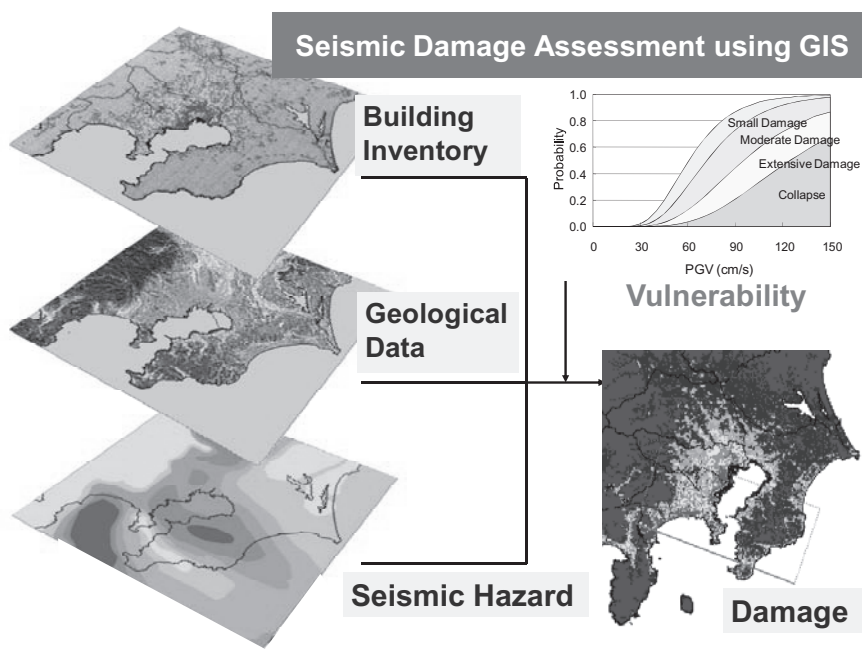 Seismic Damage Assessment using GIS
Building
Inventory
Geological
Data
Seismic Hazard
Probability
1.0
0.8
0.6
0.4
0.2
0.0
0 30 60 90 120 150
PGV (cm/s)
Small Damage
Moderate Damage
Extensive Damage
Collapse
Vulnerability
Damage